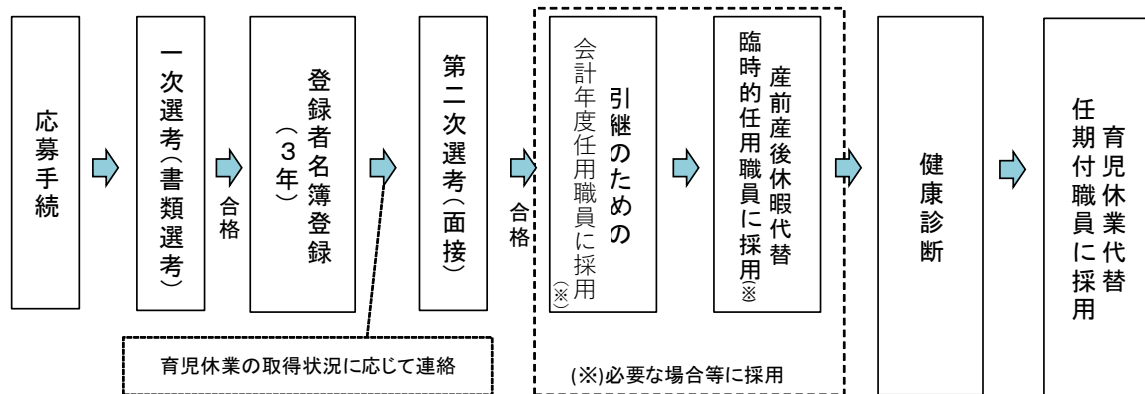 応募手続
一次選考(書類選考)
合格
登録者名簿登録
(3年)
育児休業の取得状況に応じて連絡
第二次選考(面接)
合格
引継のための
会計年度任用職員に採用
(※)
産前産後休暇代替
臨時的任用職員に採用(※)
(※)必要な場合等に採用
健康診断
育児休業代替
任期付職員に採用